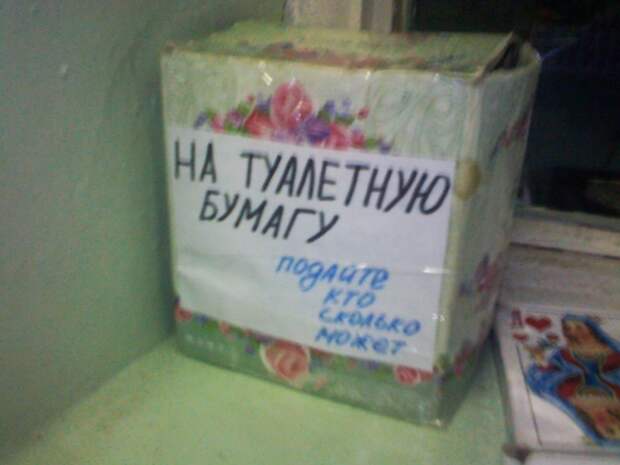 НА ТУАЛЕТНУЮ
БУМАГУ
подайте
кто
сколько
может